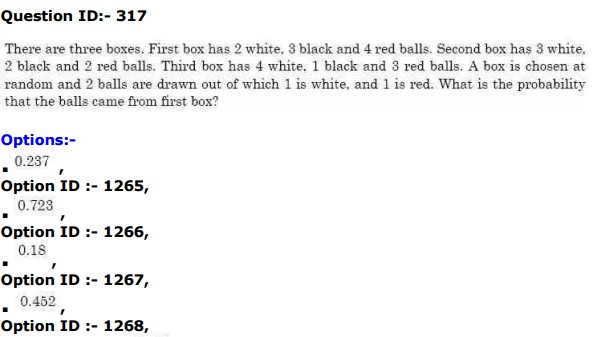 Question ID:- 317
There are three boxes. First box has 2 white, 3 black and 4 red balls. Second box has 3 white,
2 black and 2 red balls. Third box has 4 white, 1 black and 3 red balls. A box is chosen at
random and 2 balls are drawn out of which 1 is white, and 1 is red. What is the probability
that the balls came from first box?
Options:-
▪ 0.237 ,
Option ID :- 1265,
▪ 0.723 ,
Option ID :- 1266,
▪ 0.18 ,
Option ID :- 1267,
▪ 0.452 ,
Option ID :- 1268,